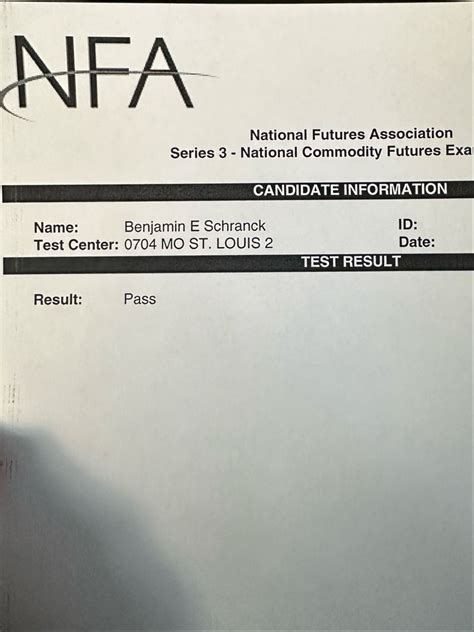 NFA
National Futures Association
Series 3 - National Commodity Futures Exa
CANDIDATE INFORMATION
Name: Benjamin E Schranck ID:
Test Center: 0704 MO ST. LOUIS 2 Date:
TEST RESULT
Result: Pass